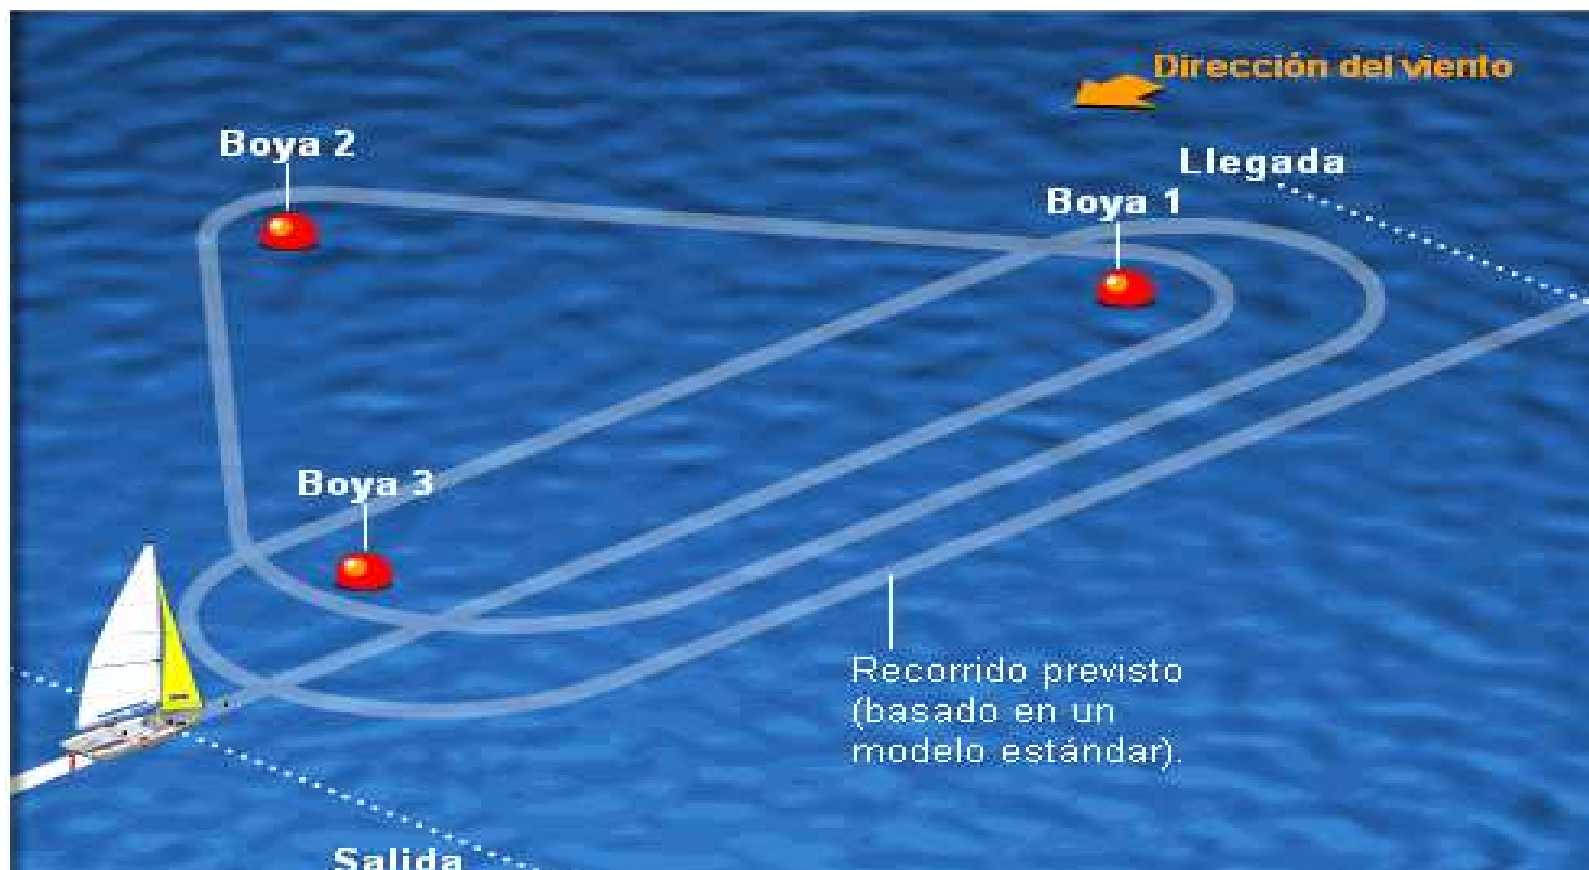 Dirección del viento
Boya 2
Llegada
Boya 1
Boya 3
Recorrido previsto
(basado en un
modelo estándar).
Salida